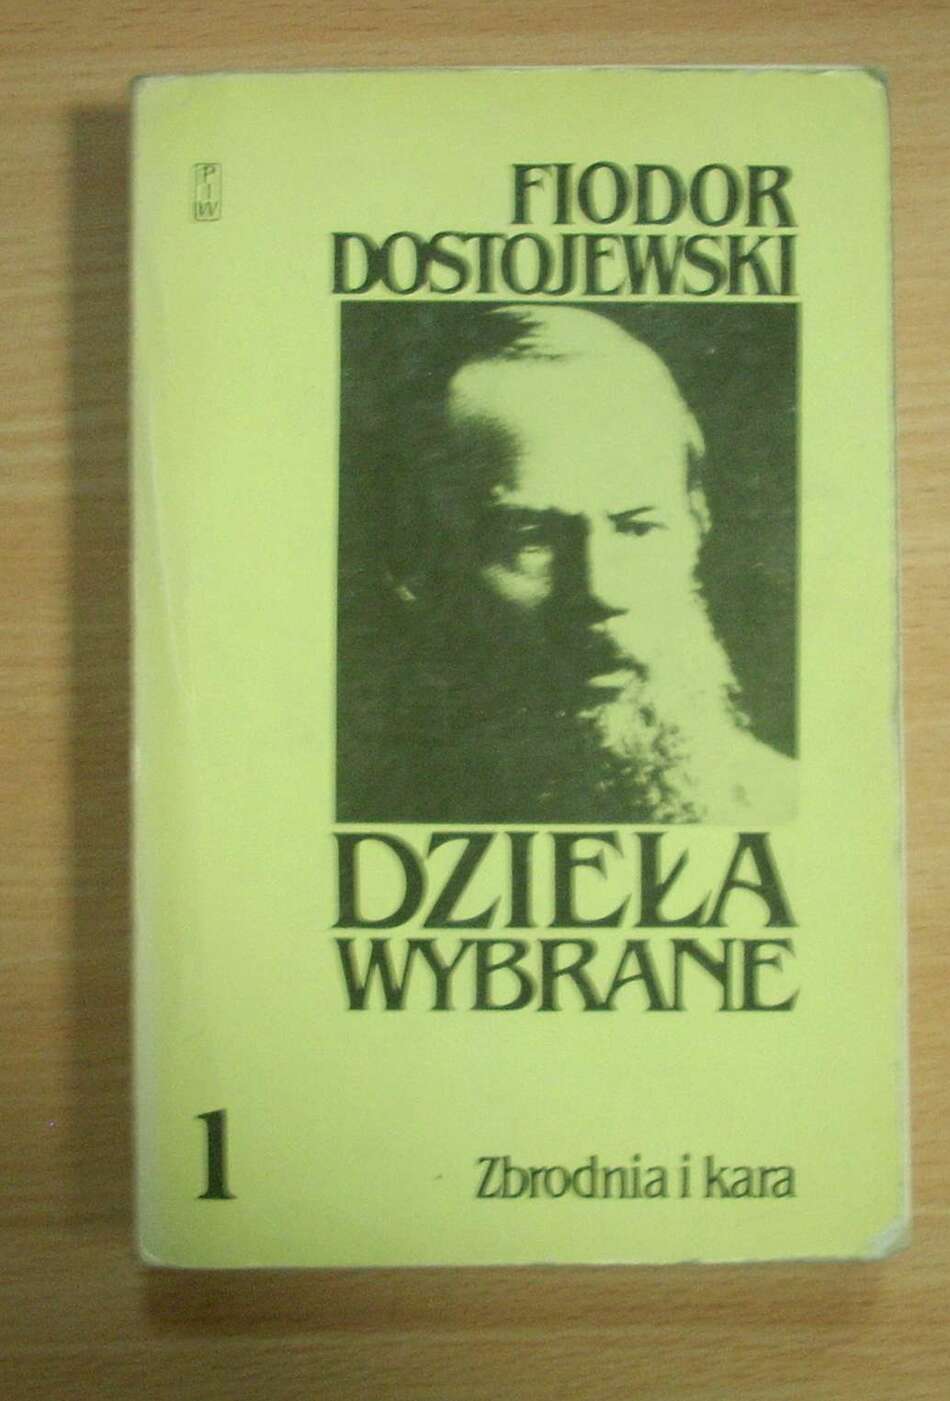 P
I
W
FIODOR
DOSTOJEWSKI
DZIEŁA
WYBRANE
1
Zbrodnia i kara